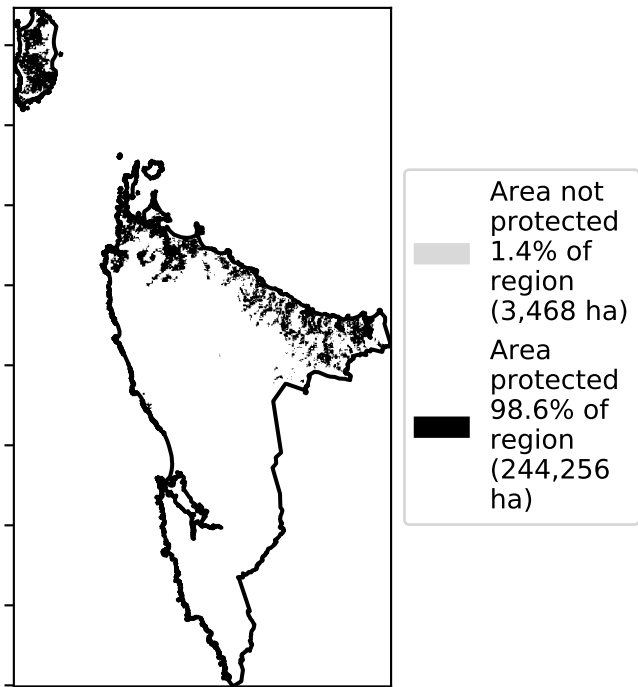 Area not
protected
1.4% of
region
(3,468 ha)
Area
protected
98.6% of
region
(244,256
ha)